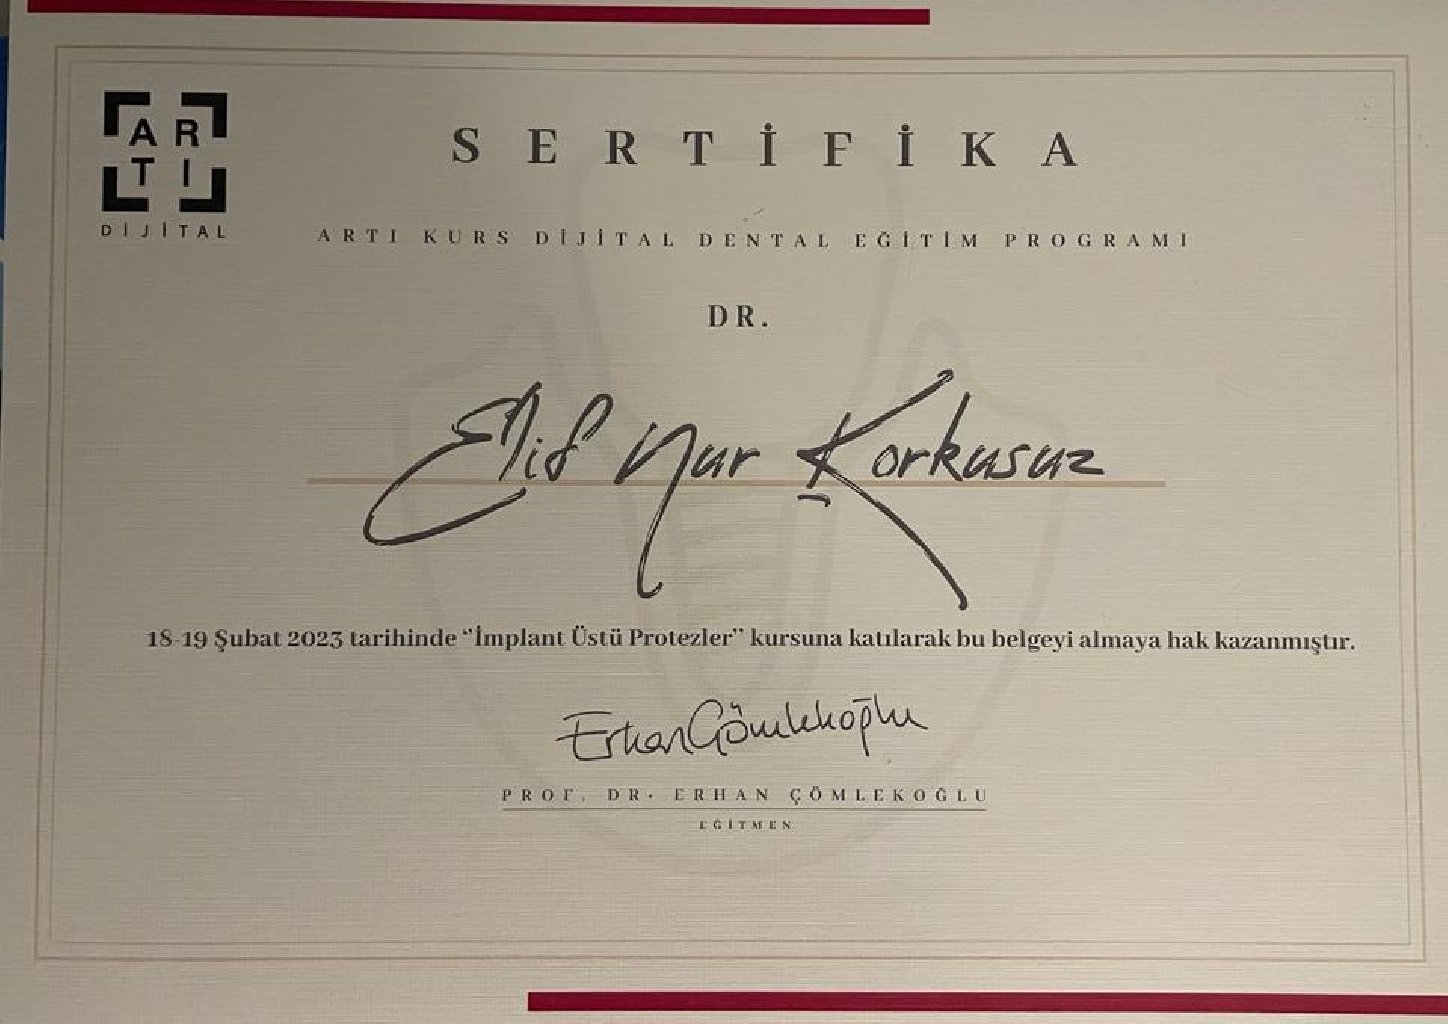 AR
TI
DİJİTAL
SERTİFİKA
ARTI KURS DİJİTAL DENTAL EĞİTİM PROGRAMI
DR.
Elif Nur Korkusuz
18-19 Şubat 2023 tarihinde “İmplant Üstü Protezler” kursuna katılarak bu belgeyi almaya hak kazanmıştır.
Erhan Çömlekoğlu
PROF. DR. ERHAN ÇÖMLEKOĞLU
EĞİTMEN